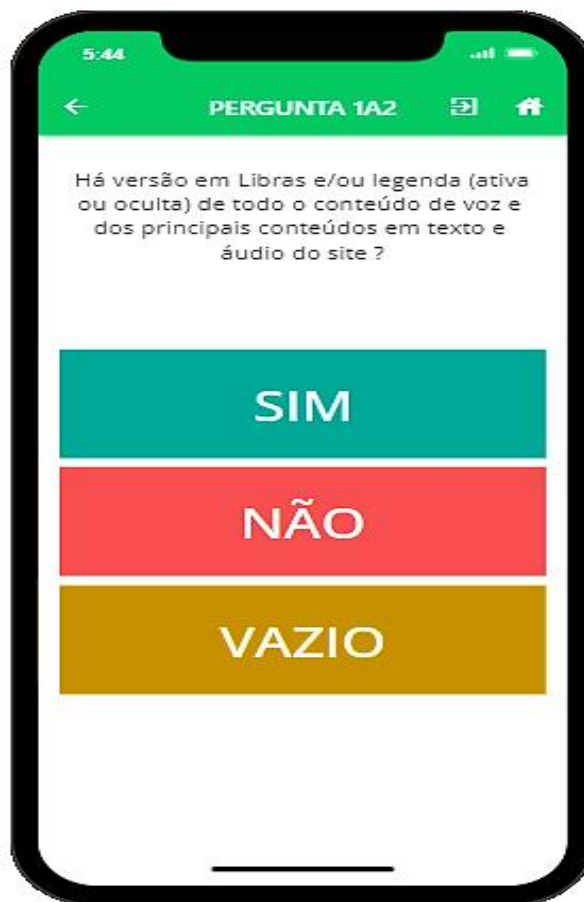 5:44
PERGUNTA 1A2
Há versão em Libras e/ou legenda (ativa
ou oculta) de todo o conteúdo de voz e
dos principais conteúdos em texto e
áudio do site ?
SIM
NÃO
VAZIO